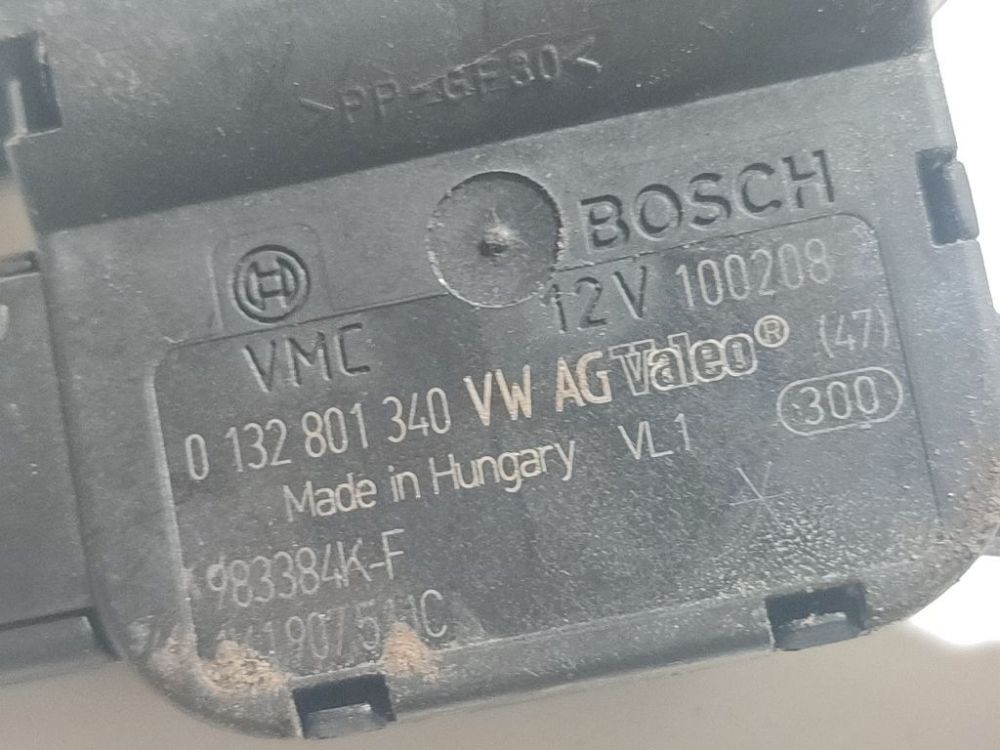 >PP-GF30<
BOSCH
VMC 12V 100208
0 132 801 340 VW AG Valeo® (47)
Made in Hungary VL1 300
983384K-F